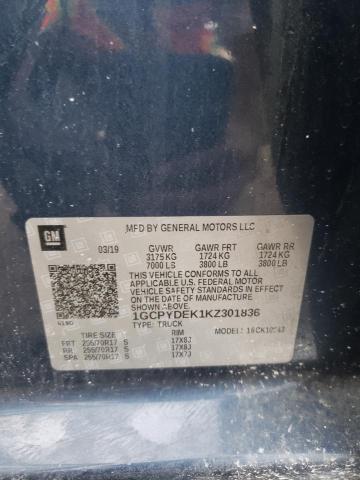 MFD BY GENERAL MOTORS LLC
GM
03/19 GVWR GAWR FRT GAWR RR
3175 KG 1724 KG 1724 KG
7000 LB 3800 LB 3800 LB
THIS VEHICLE CONFORMS TO ALL
APPLICABLE U.S. FEDERAL MOTOR
VEHICLE SAFETY STANDARDS IN
EFFECT ON THE DATE OF
MANUFACTURE SHOWN ABOVE.
1GCPYDEK1KZ301836
TYPE: TRUCK
TIRE SIZE RIM MODEL:
FRT 255/70R17 S 17X8J
RR 255/70R17 S 17X8J
SPA 255/70R17 S 17X7J